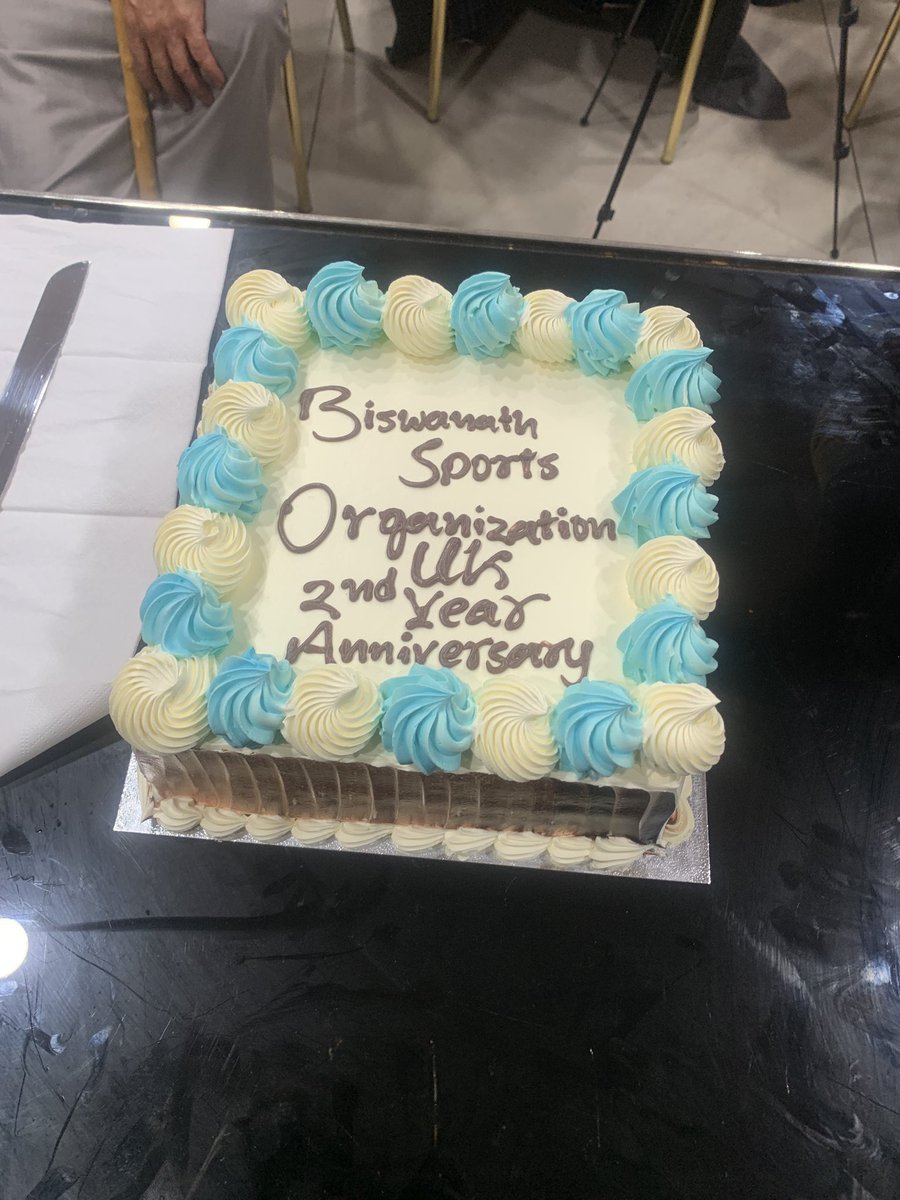 Biswanath
Sports
Organization
UK
2nd Year
Anniversary